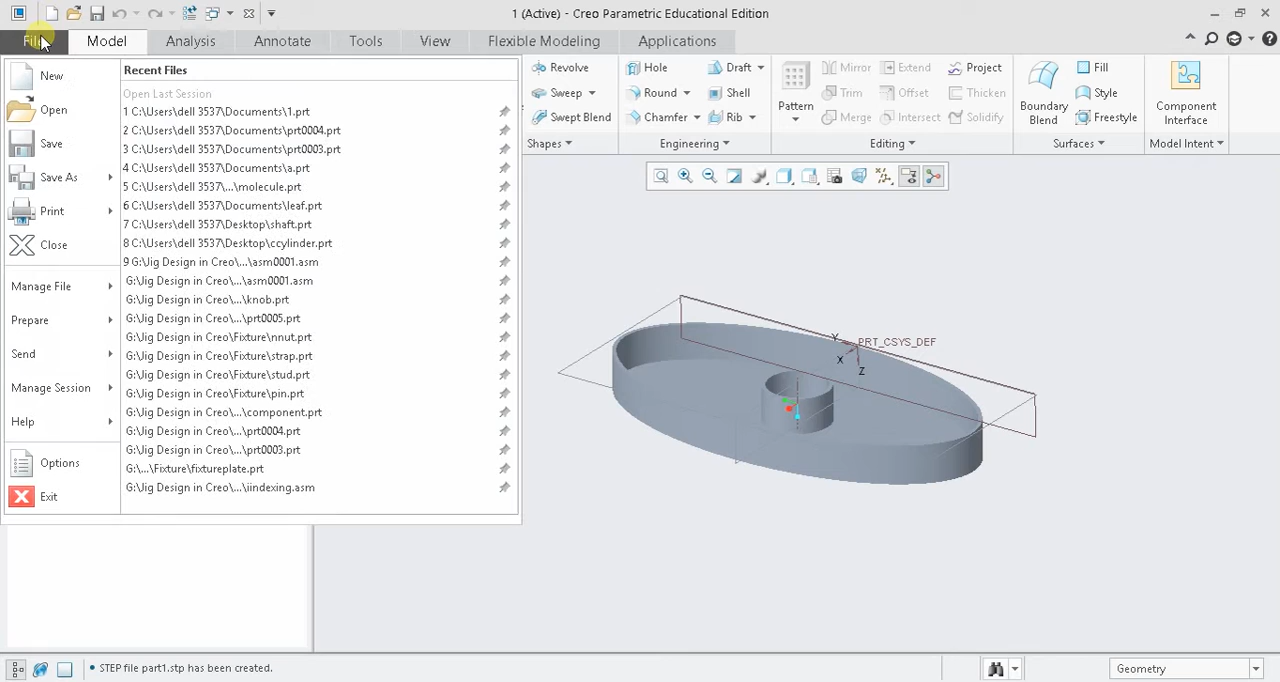 1 (Active) - Creo Parametric Educational Edition
File Model Analysis Annotate Tools View Flexible Modeling Applications
New
Open
Save
Save As
Print
Close
Manage File
Prepare
Send
Manage Session
Help
Options
Exit
Recent Files
Open Last Session
1 C:\Users\dell 3537\Documents\1.prt
2 C:\Users\dell 3537\Documents\prt0004.prt
3 C:\Users\dell 3537\Documents\prt0003.prt
4 C:\Users\dell 3537\Documents\a.prt
5 C:\Users\dell 3537\...\molecule.prt
6 C:\Users\dell 3537\Documents\leaf.prt
7 C:\Users\dell 3537\Desktop\shaft.prt
8 C:\Users\dell 3537\Desktop\ccylinder.prt
9 G:\Jig Design in Creo\...\asm0001.asm
G:\Jig Design in Creo\...\asm0001.asm
G:\Jig Design in Creo\...\knob.prt
G:\Jig Design in Creo\...\prt0005.prt
G:\Jig Design in Creo\Fixture\nnut.prt
G:\Jig Design in Creo\Fixture\strap.prt
G:\Jig Design in Creo\Fixture\stud.prt
G:\Jig Design in Creo\Fixture\pin.prt
G:\Jig Design in Creo\...\component.prt
G:\Jig Design in Creo\...\prt0004.prt
G:\Jig Design in Creo\...\prt0003.prt
G:\...\Fixture\fixtureplate.prt
G:\Jig Design in Creo\...\iindexing.asm
Revolve Hole Draft Mirror Extend Project Fill
Sweep Round Shell Trim Offset Thicken Style
Pattern Boundary Blend Component Interface
Swept Blend Chamfer Rib Merge Intersect Solidify Freestyle
Shapes Engineering Editing Surfaces Model Intent
Y PRT_CSYS_DEF
X
Z
• STEP file part1.stp has been created.
Geometry